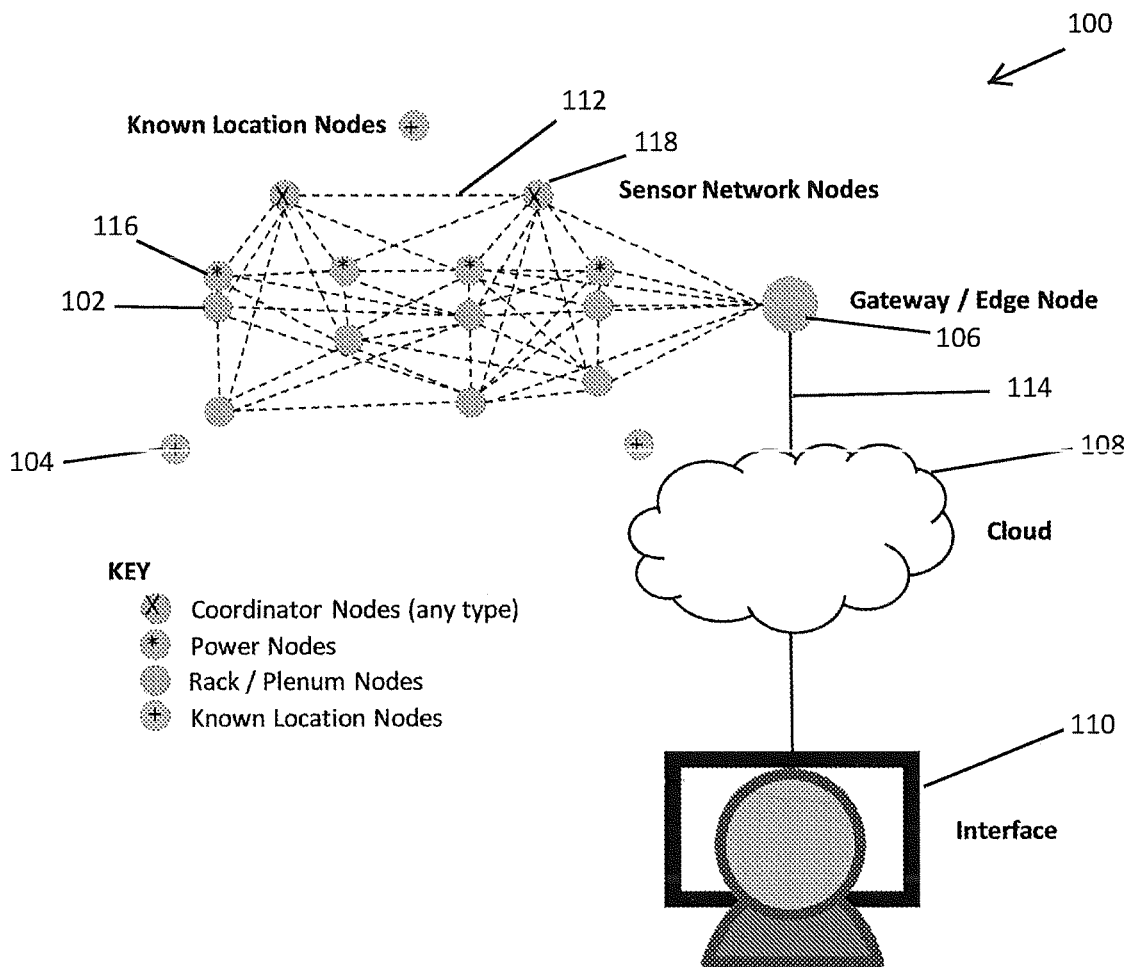 100
112
Known Location Nodes +
118
Sensor Network Nodes
X X
116
* * * *
102
Gateway / Edge Node
106
114
104 + +
108
Cloud
KEY
X Coordinator Nodes (any type)
* Power Nodes
Rack / Plenum Nodes
+ Known Location Nodes
110
Interface